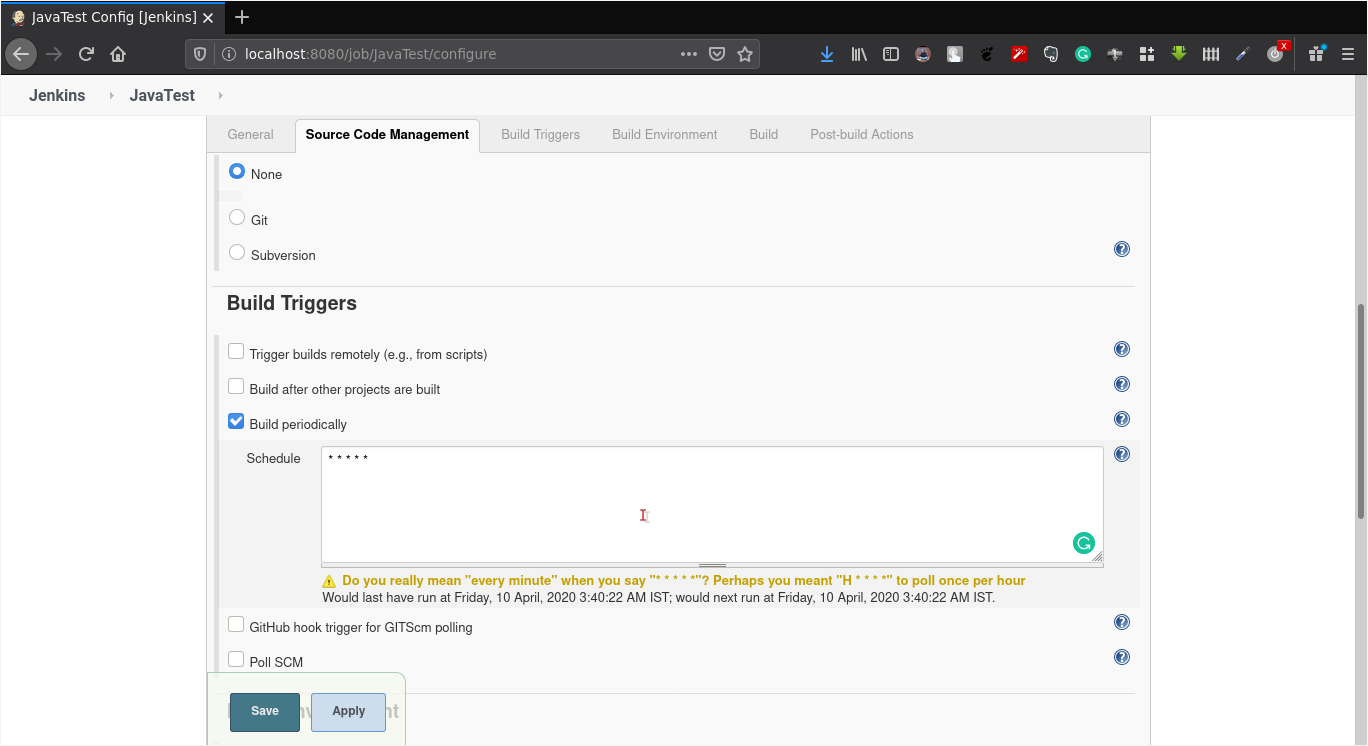 JavaTest Config [Jenkins]
localhost:8080/job/JavaTest/configure
x
Jenkins JavaTest
General Source Code Management Build Triggers Build Environment Build Post-build Actions
None
Git
Subversion
Build Triggers
Trigger builds remotely (e.g., from scripts)
Build after other projects are built
Build periodically
Schedule * * * * *
Do you really mean "every minute" when you say "* * * * *"? Perhaps you meant "H * * * *" to poll once per hour
Would last have run at Friday, 10 April, 2020 3:40:22 AM IST; would next run at Friday, 10 April, 2020 3:40:22 AM IST.
GitHub hook trigger for GITScm polling
Poll SCM
Save Apply